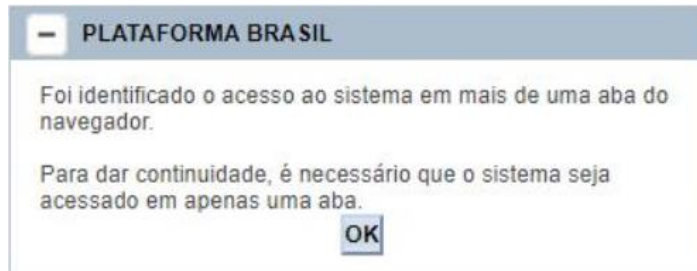 PLATAFORMA BRASIL
Foi identificado o acesso ao sistema em mais de uma aba do
navegador.
Para dar continuidade, é necessário que o sistema seja
acessado em apenas uma aba.
OK